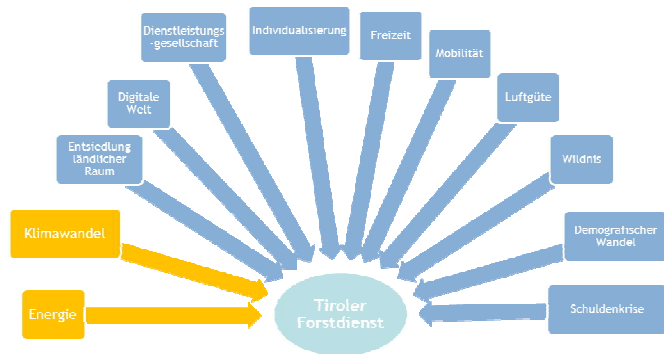 Dienstleistungs
-gesellschaft
Individualisierung
Freizeit
Mobilität
Digitale
Welt
Luftgüte
Entsiedlung
ländlicher
Raum
Wildnis
Klimawandel
Demografischer
Wandel
Energie
Tiroler
Forstdienst
Schuldenkrise